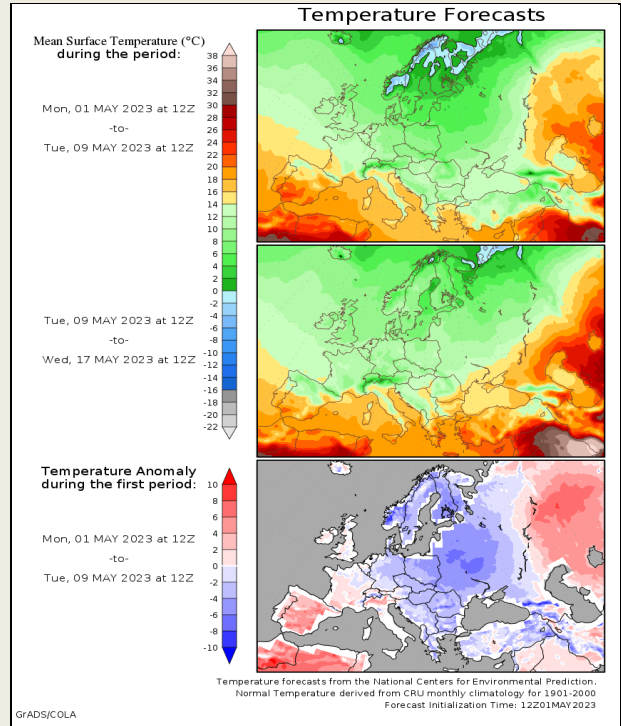 Temperature Forecasts
Mean Surface Temperature (°C)
during the period:
Mon, 01 MAY 2023 at 12Z
-to-
Tue, 09 MAY 2023 at 12Z
Tue, 09 MAY 2023 at 12Z
-to-
Wed, 17 MAY 2023 at 12Z
38
36
34
32
30
28
26
24
22
20
18
16
14
12
10
8
6
4
2
0
-2
-4
-6
-8
-10
-12
-14
-16
-18
-20
-22
Temperature Anomaly
during the first period:
Mon, 01 MAY 2023 at 12Z
-to-
Tue, 09 MAY 2023 at 12Z
10
8
6
4
2
0
-2
-4
-6
-8
-10
Temperature forecasts from the National Centers for Environmental Prediction.
Normal Temperature derived from CRU monthly climatology for 1901-2000
Forecast Initialization Time: 12Z01MAY2023
GrADS/COLA